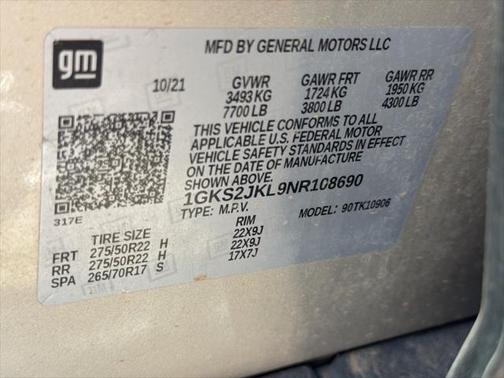 gm
MFD BY GENERAL MOTORS LLC
10/21 GVWR GAWR FRT GAWR RR
3493 KG 1724 KG 1950 KG
7700 LB 3800 LB 4300 LB
THIS VEHICLE CONFORMS TO ALL
APPLICABLE U.S. FEDERAL MOTOR
VEHICLE SAFETY STANDARDS IN EFFECT
ON THE DATE OF MANUFACTURE
SHOWN ABOVE.
1GKS2JKL9NR108690
317E
TYPE: M.P.V. MODEL: 90TK10906
TIRE SIZE RIM
FRT 275/50R22 H 22X9J
RR 275/50R22 H 22X9J
SPA 265/70R17 S 17X7J